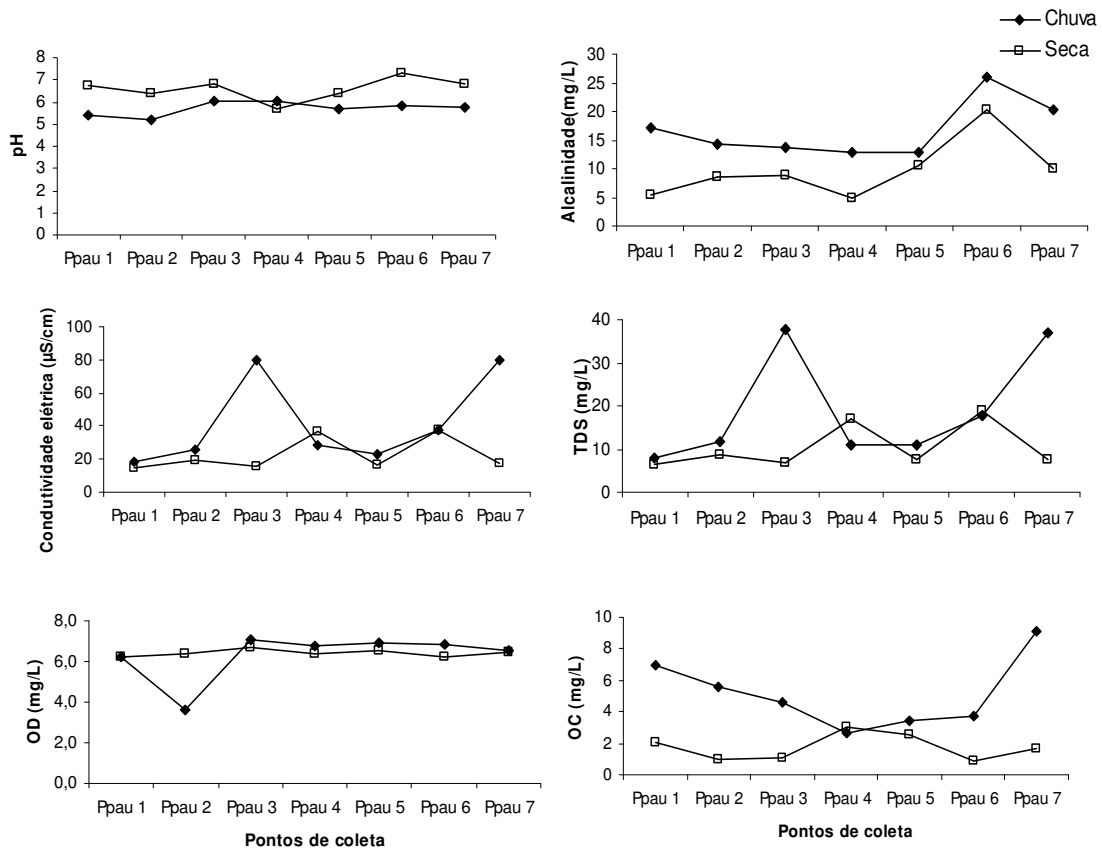 Chuva
Seca
pH
8
7
6
5
4
3
2
1
0
Ppau 1 Ppau 2 Ppau 3 Ppau 4 Ppau 5 Ppau 6 Ppau 7
Alcalinidade(mg/L)
30
25
20
15
10
5
0
Ppau 1 Ppau 2 Ppau 3 Ppau 4 Ppau 5 Ppau 6 Ppau 7
Condutividade elétrica (µS/cm)
100
80
60
40
20
0
Ppau 1 Ppau 2 Ppau 3 Ppau 4 Ppau 5 Ppau 6 Ppau 7
TDS (mg/L)
40
30
20
10
0
Ppau 1 Ppau 2 Ppau 3 Ppau 4 Ppau 5 Ppau 6 Ppau 7
OD (mg/L)
8,0
6,0
4,0
2,0
0,0
Ppau 1 Ppau 2 Ppau 3 Ppau 4 Ppau 5 Ppau 6 Ppau 7
Pontos de coleta
OC (mg/L)
10
8
6
4
2
0
Ppau 1 Ppau 2 Ppau 3 Ppau 4 Ppau 5 Ppau 6 Ppau 7
Pontos de coleta